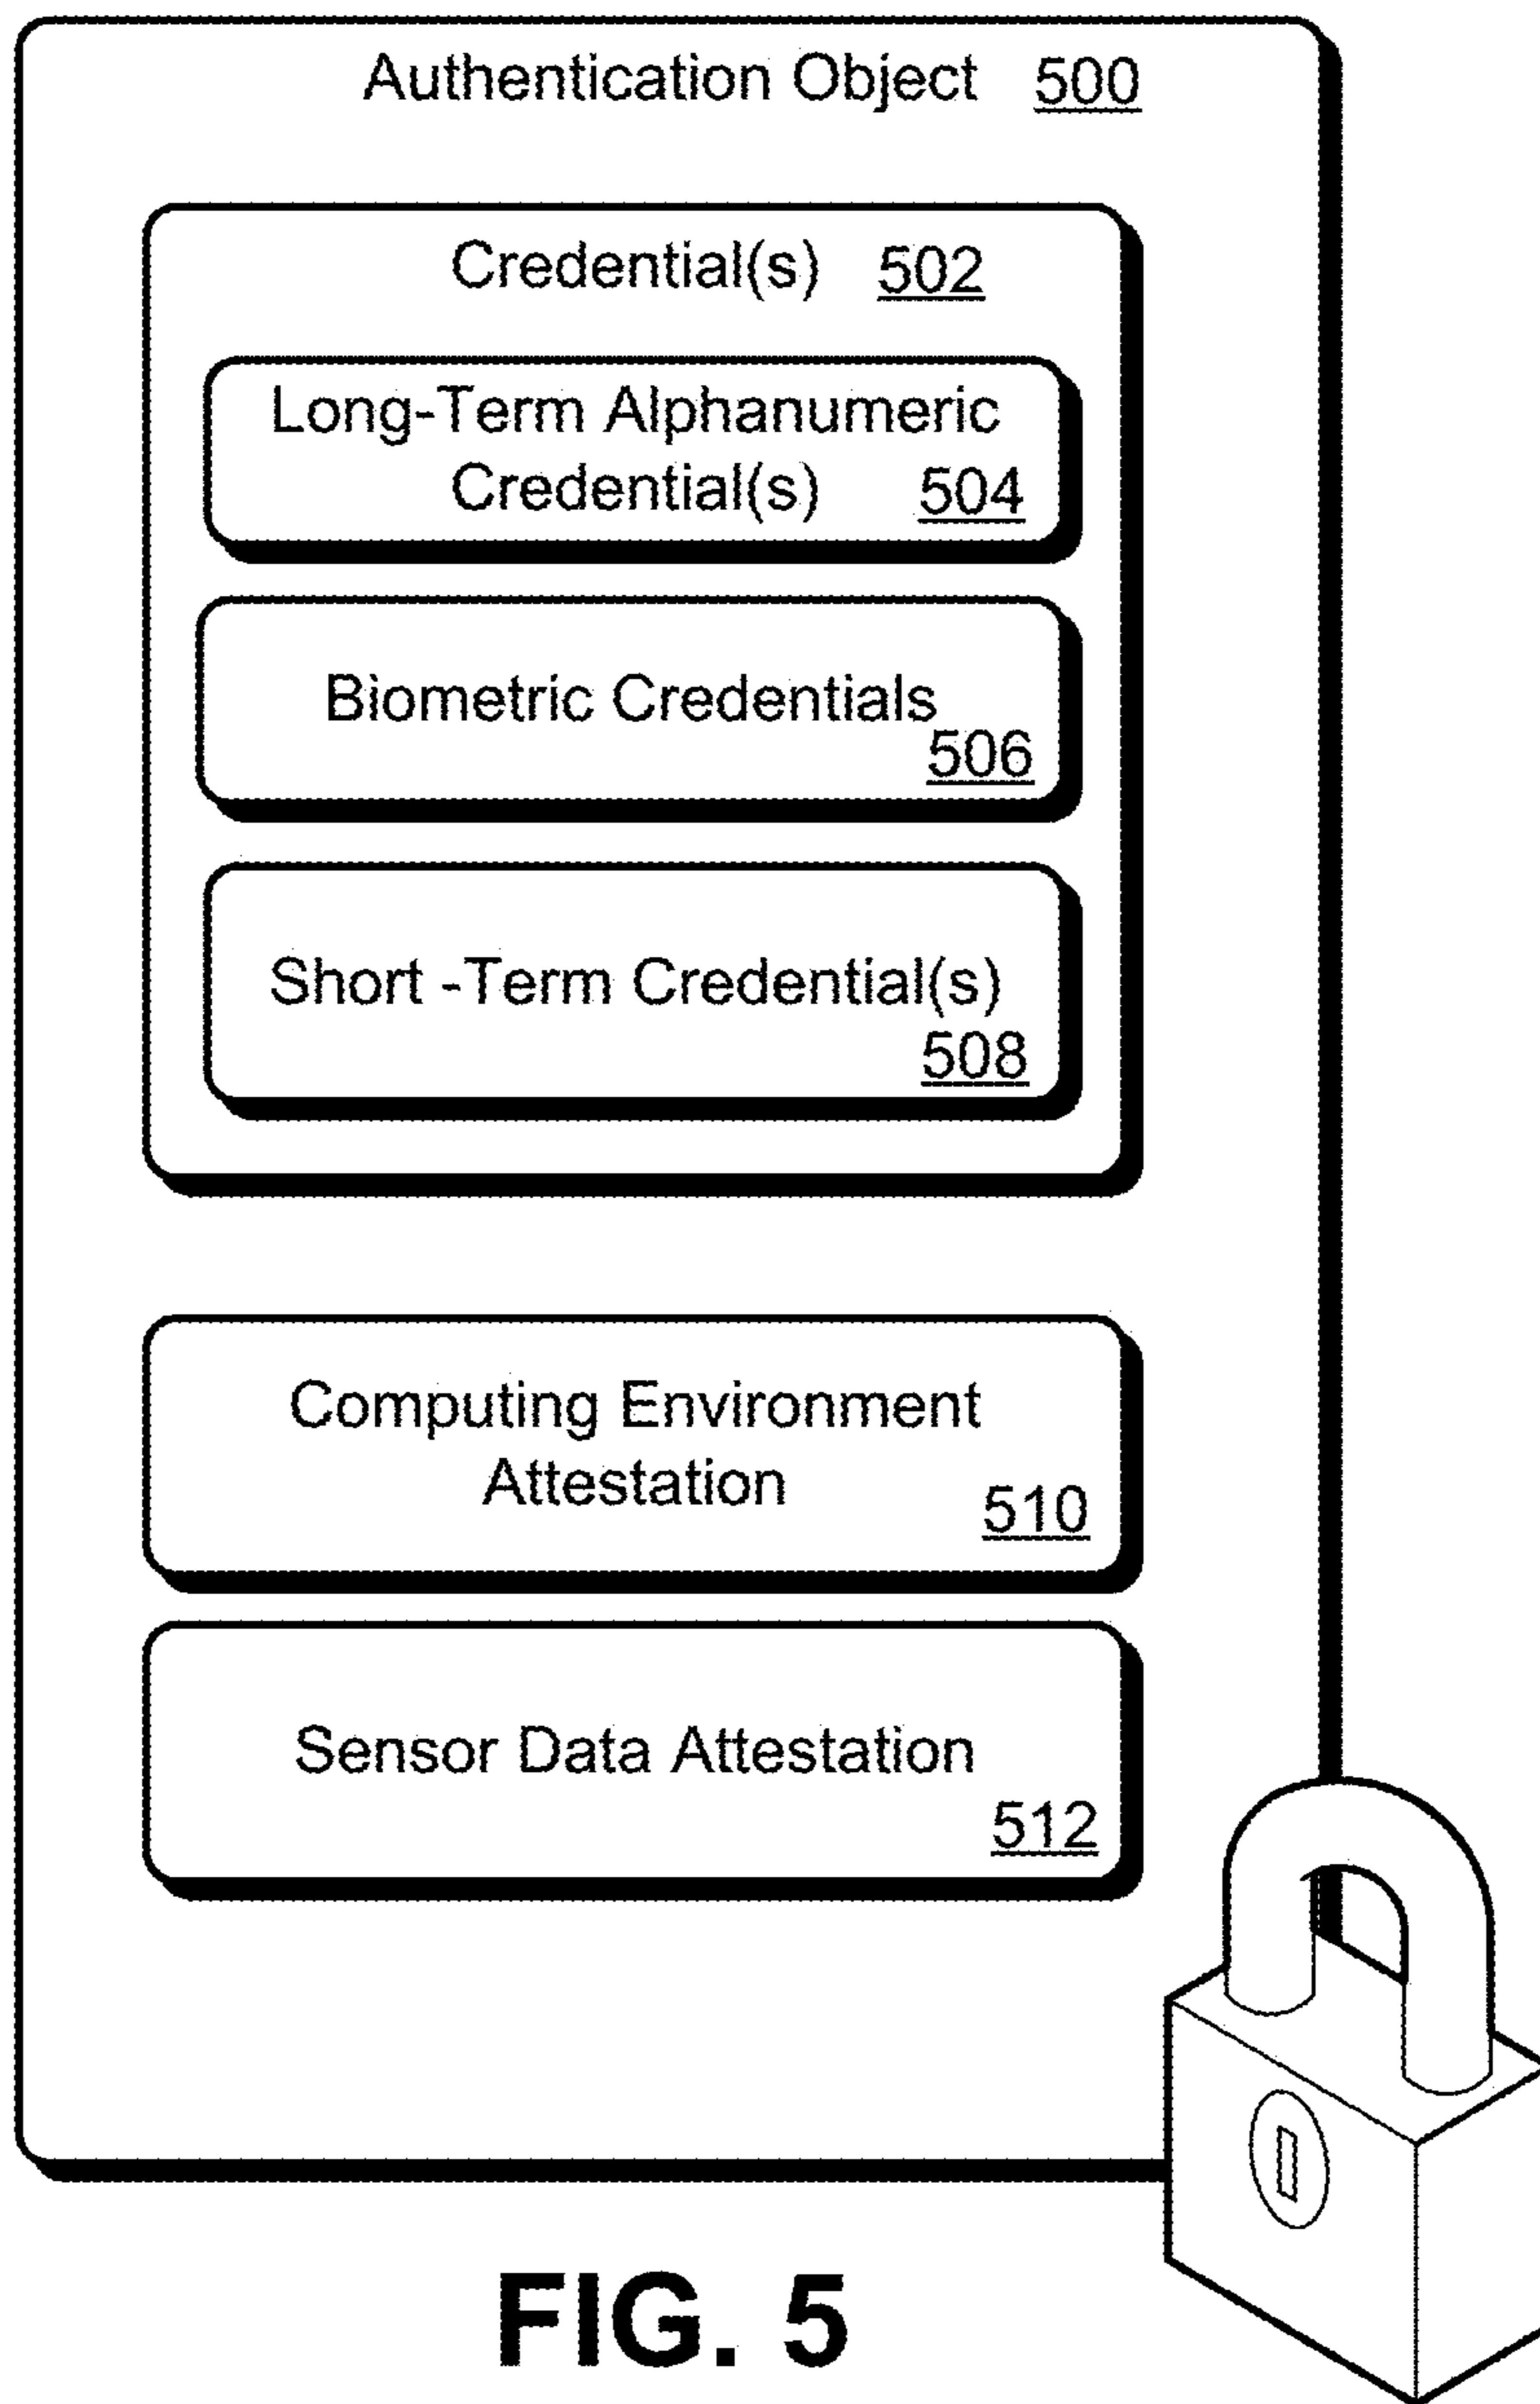 Authentication Object 500
Credential(s) 502
Long-Term Alphanumeric
Credential(s) 504
Biometric Credentials
506
Short -Term Credential(s)
508
Computing Environment
Attestation
510
Sensor Data Attestation
512
FIG. 5